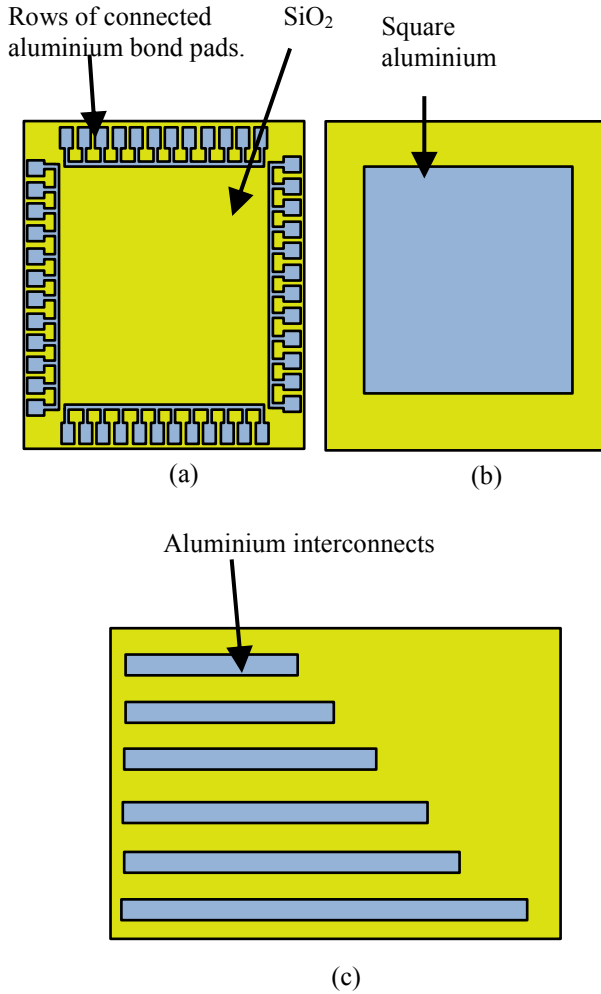 Rows of connected
aluminium bond pads.
SiO₂
Square
aluminium
(a)
(b)
Aluminium interconnects
(c)